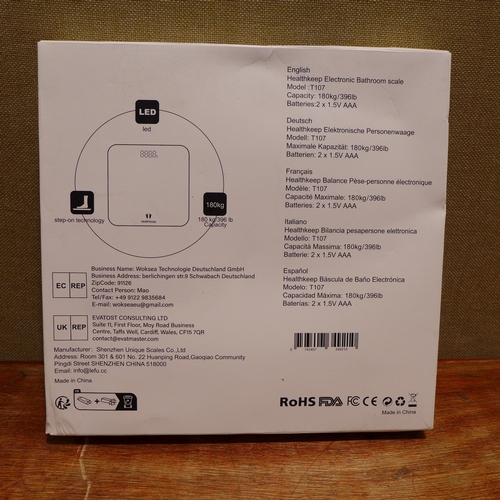 LED
led
step-on technology
180kg
180 kg/396 lb
Capacity
English
Healthkeep Electronic Bathroom scale
Model :T107
Capacity: 180kg/396lb
Batteries:2 x 1.5V AAA
Deutsch
Healthkeep Elektronische Personenwaage
Modell: T107
Maximale Kapazität: 180kg/396lb
Batterien: 2 x 1.5V AAA
Français
Healthkeep Balance Pèse-personne électronique
Modèle: T107
Capacité Maximale: 180kg/396lb
Batteries: 2 x 1.5V AAA
Italiano
Healthkeep Bilancia pesapersone elettronica
Modello: T107
Capacità Massima: 180kg/396lb
Batterie: 2 x 1.5V AAA
Español
Healthkeep Báscula de Baño Electrónica
Modelo: T107
Capacidad Máxima: 180kg/396lb
Baterías: 2 x 1.5V AAA
EC REP
Business Name: Woksea Technologie Deutschland GmbH
Business Address: berlichingen str.9 Schwabach Deutschland
ZipCode: 91126
Contact Person: Mao
Tel/Fax: +49 9122 9835684
E-mail: wokseaeu@gmail.com
UK REP
EVATOST CONSULTING LTD
Suite 11, First Floor, Moy Road Business
Centre, Taffs Well, Cardiff, Wales, CF15 7QR
contact@evatmaster.com
Manufacturer: Shenzhen Unique Scales Co.,Ltd
Address: Room 301 & 601 No. 22 Huanping Road,Gaoqiao Community
Pingdi Street SHENZHEN CHINA 518000
Email: info@lefu.cc
Made in China
RoHS FDA FC CE
Made in China